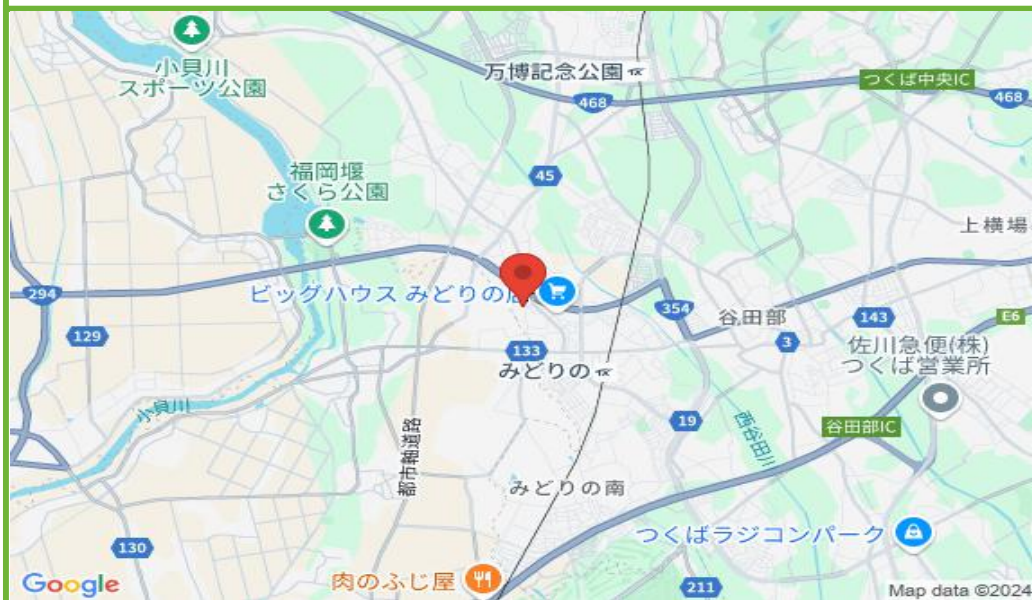 小貝川
スポーツ公園
万博記念公園
468
つくば中央IC
468
45
福岡堰
さくら公園
上横場
294
ビッグハウス みどりの店
354
谷田部
143
E6
129
3
佐川急便(株)
つくば営業所
133
みどりの
小貝川
19
都市軸道路
西谷田川
谷田部IC
みどりの南
つくばラジコンパーク
130
肉のふじ屋
211
Google
Map data ©2024